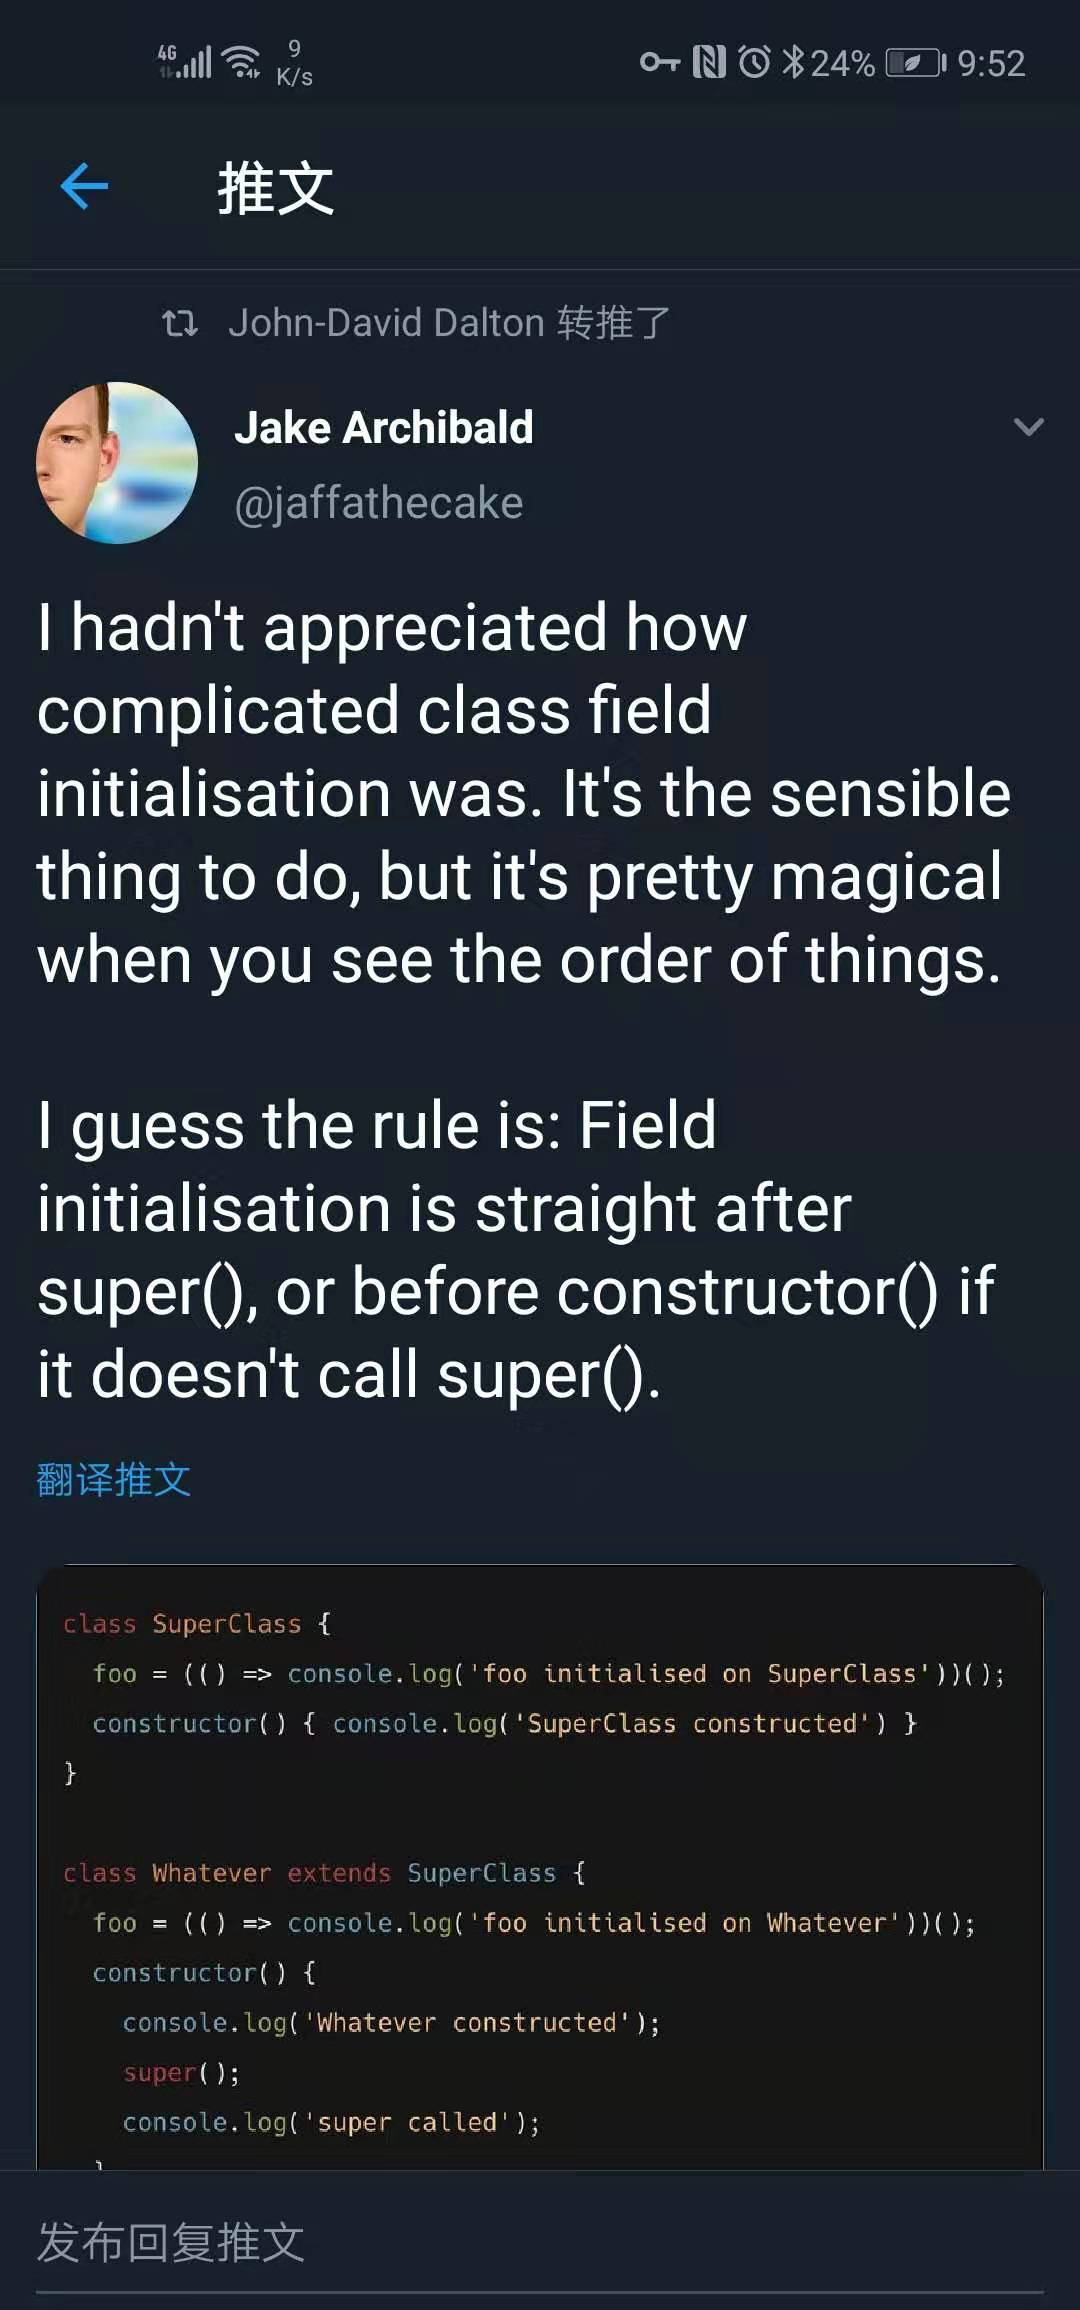 4G 9 K/s 24% 9:52
推文
John-David Dalton 转推了
Jake Archibald
@jaffathecake
I hadn't appreciated how
complicated class field
initialisation was. It's the sensible
thing to do, but it's pretty magical
when you see the order of things.
I guess the rule is: Field
initialisation is straight after
super(), or before constructor() if
it doesn't call super().
翻译推文
class SuperClass {
  foo = (() => console.log('foo initialised on SuperClass'))();
  constructor() { console.log('SuperClass constructed') }
}
class Whatever extends SuperClass {
  foo = (() => console.log('foo initialised on Whatever'))();
  constructor() {
    console.log('Whatever constructed');
    super();
    console.log('super called');
  }
发布回复推文